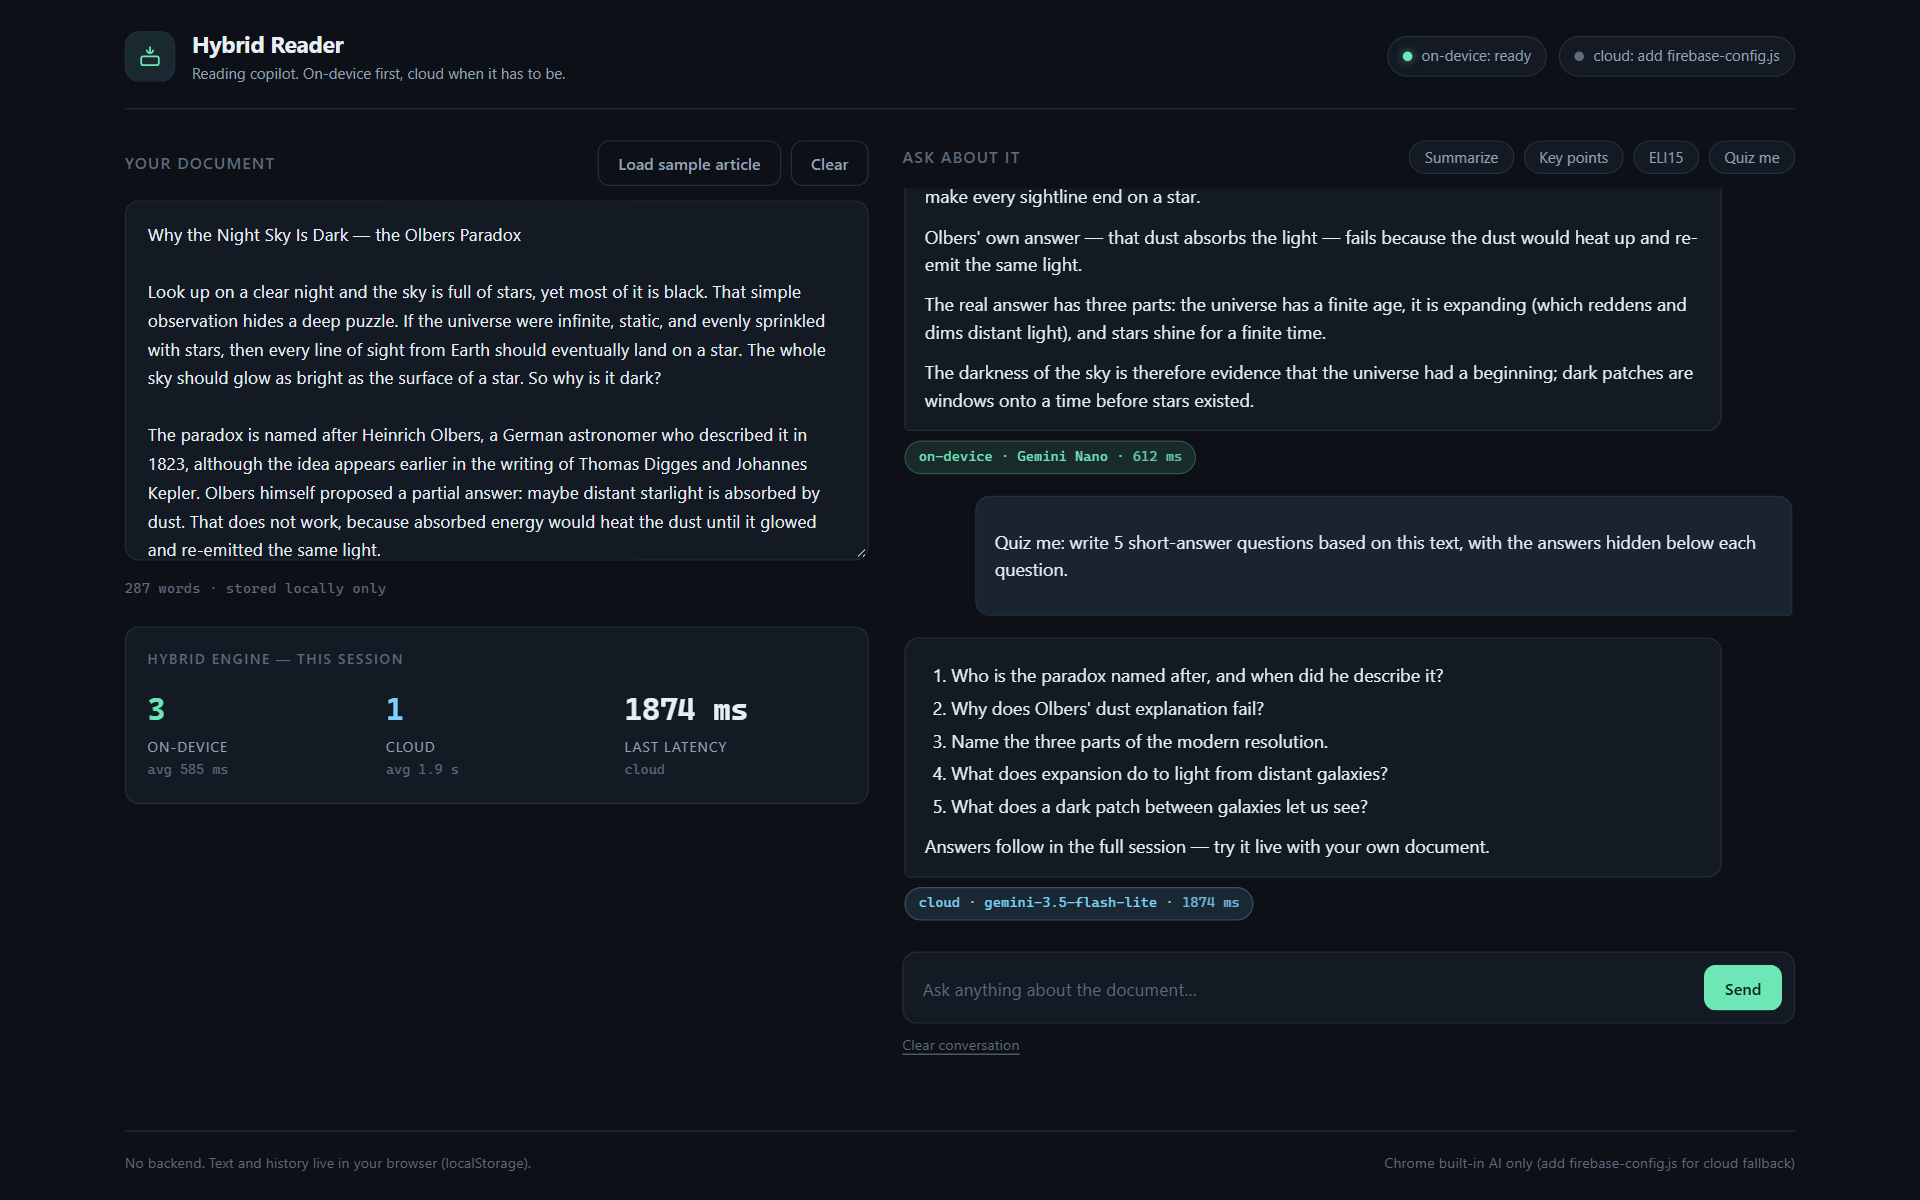 Hybrid Reader
Reading copilot. On-device first, cloud when it has to be.
on-device: ready
cloud: add firebase-config.js
YOUR DOCUMENT
Load sample article
Clear
Why the Night Sky Is Dark — the Olbers Paradox
Look up on a clear night and the sky is full of stars, yet most of it is black. That simple
observation hides a deep puzzle. If the universe were infinite, static, and evenly sprinkled
with stars, then every line of sight from Earth should eventually land on a star. The whole
sky should glow as bright as the surface of a star. So why is it dark?
The paradox is named after Heinrich Olbers, a German astronomer who described it in
1823, although the idea appears earlier in the writing of Thomas Digges and Johannes
Kepler. Olbers himself proposed a partial answer: maybe distant starlight is absorbed by
dust. That does not work, because absorbed energy would heat the dust until it glowed
and re-emitted the same light.
287 words · stored locally only
HYBRID ENGINE — THIS SESSION
3
ON-DEVICE
avg 585 ms
1
CLOUD
avg 1.9 s
1874 ms
LAST LATENCY
cloud
ASK ABOUT IT
Summarize
Key points
ELI15
Quiz me
make every sightline end on a star.
Olbers' own answer — that dust absorbs the light — fails because the dust would heat up and re-
emit the same light.
The real answer has three parts: the universe has a finite age, it is expanding (which reddens and
dims distant light), and stars shine for a finite time.
The darkness of the sky is therefore evidence that the universe had a beginning; dark patches are
windows onto a time before stars existed.
on-device · Gemini Nano · 612 ms
Quiz me: write 5 short-answer questions based on this text, with the answers hidden below each
question.
1. Who is the paradox named after, and when did he describe it?
2. Why does Olbers' dust explanation fail?
3. Name the three parts of the modern resolution.
4. What does expansion do to light from distant galaxies?
5. What does a dark patch between galaxies let us see?
Answers follow in the full session — try it live with your own document.
cloud · gemini-3.5-flash-lite · 1874 ms
Ask anything about the document...
Send
Clear conversation
No backend. Text and history live in your browser (localStorage).
Chrome built-in AI only (add firebase-config.js for cloud fallback)